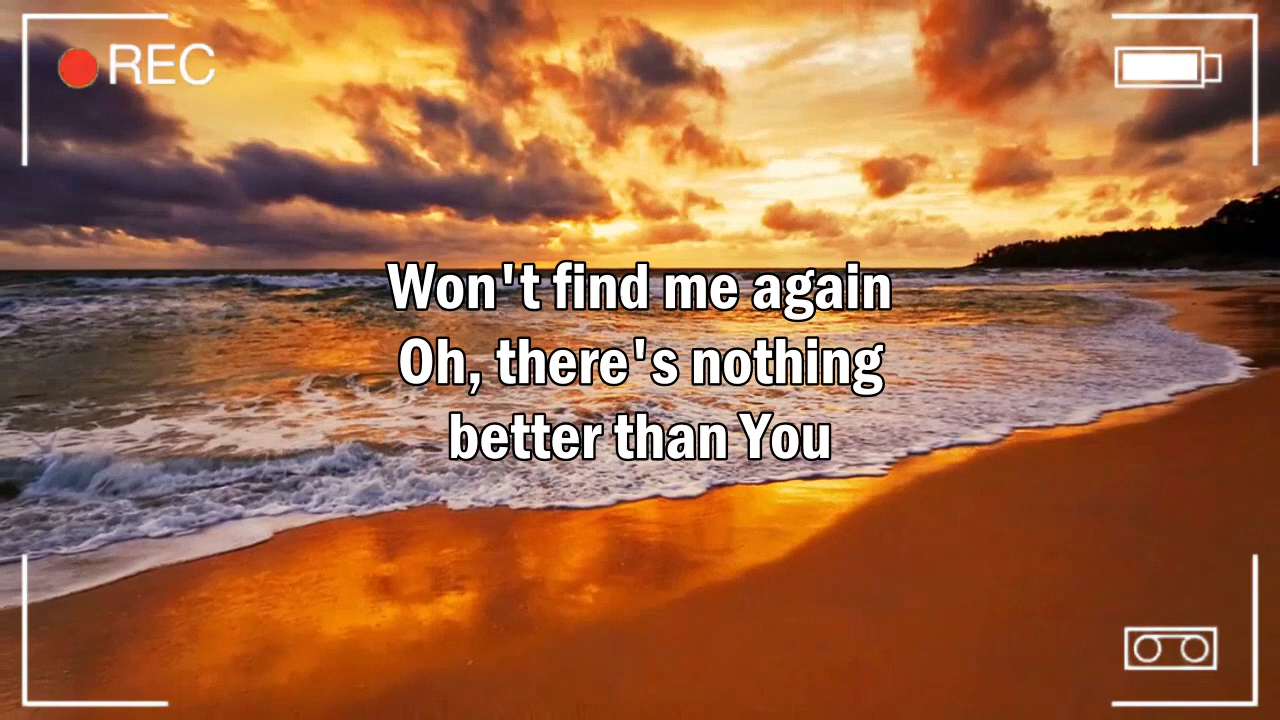 REC
Won't find me again
Oh, there's nothing
better than You